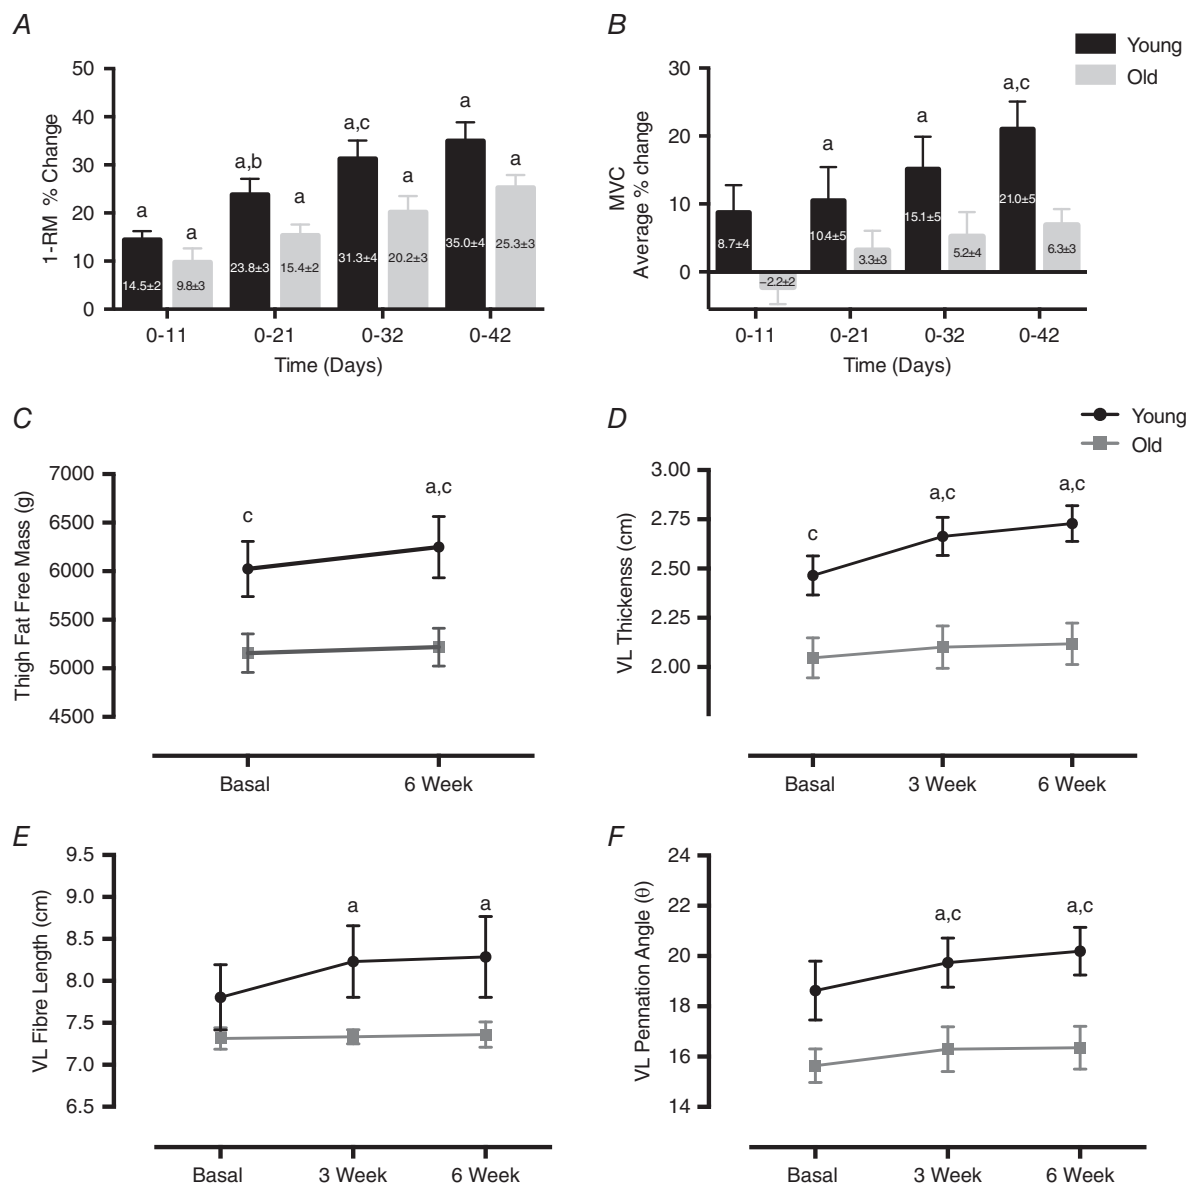 A
50
40
30
20
10
0
1-RM % Change
a
a
a,b
a
a,c
a
a
a
14.5±2
9.8±3
23.8±3
15.4±2
31.3±4
20.2±3
35.0±4
25.3±3
0-11
0-21
0-32
0-42
Time (Days)
B
Young
Old
30
20
10
0
MVC
Average % change
a
a
a,c
8.7±4
−2.2±2
10.4±5
3.3±3
15.1±5
5.2±4
21.0±5
6.3±3
0-11
0-21
0-32
0-42
Time (Days)
C
7000
6500
6000
5500
5000
4500
Thigh Fat Free Mass (g)
c
a,c
Basal
6 Week
D
Young
Old
3.00
2.75
2.50
2.25
2.00
VL Thickenss (cm)
c
a,c
a,c
Basal
3 Week
6 Week
E
9.5
9.0
8.5
8.0
7.5
7.0
6.5
VL Fibre Length (cm)
a
a
Basal
3 Week
6 Week
F
24
22
20
18
16
14
VL Pennation Angle (θ)
a,c
a,c
Basal
3 Week
6 Week